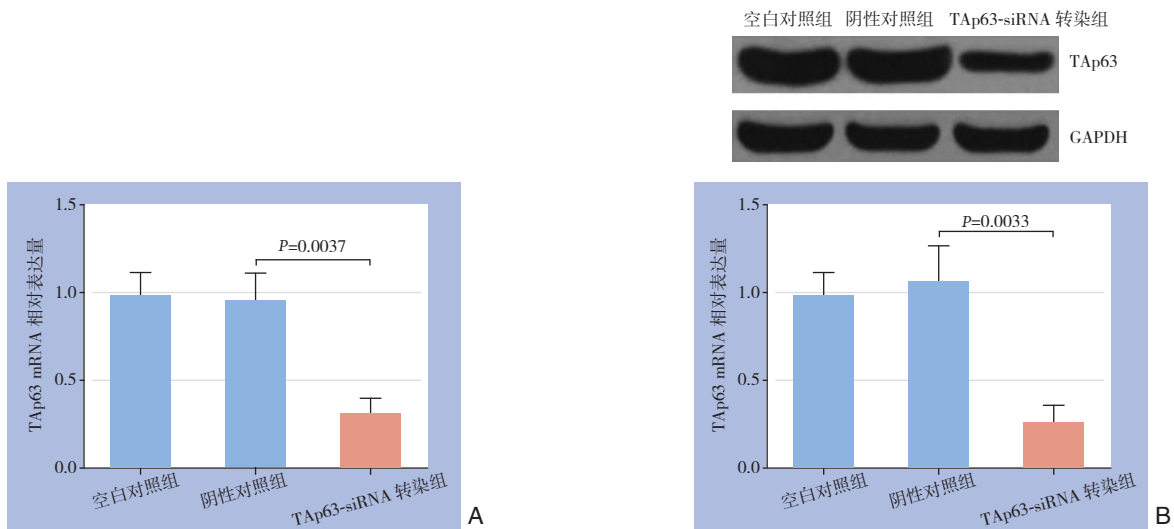 空白对照组 阴性对照组 TAp63-siRNA 转染组
TAp63
GAPDH
TAp63 mRNA 相对表达量
1.5
1.0
0.5
0.0
P=0.0037
空白对照组
阴性对照组
TAp63-siRNA 转染组
A
TAp63 mRNA 相对表达量
1.5
1.0
0.5
0.0
P=0.0033
空白对照组
阴性对照组
TAp63-siRNA 转染组
B